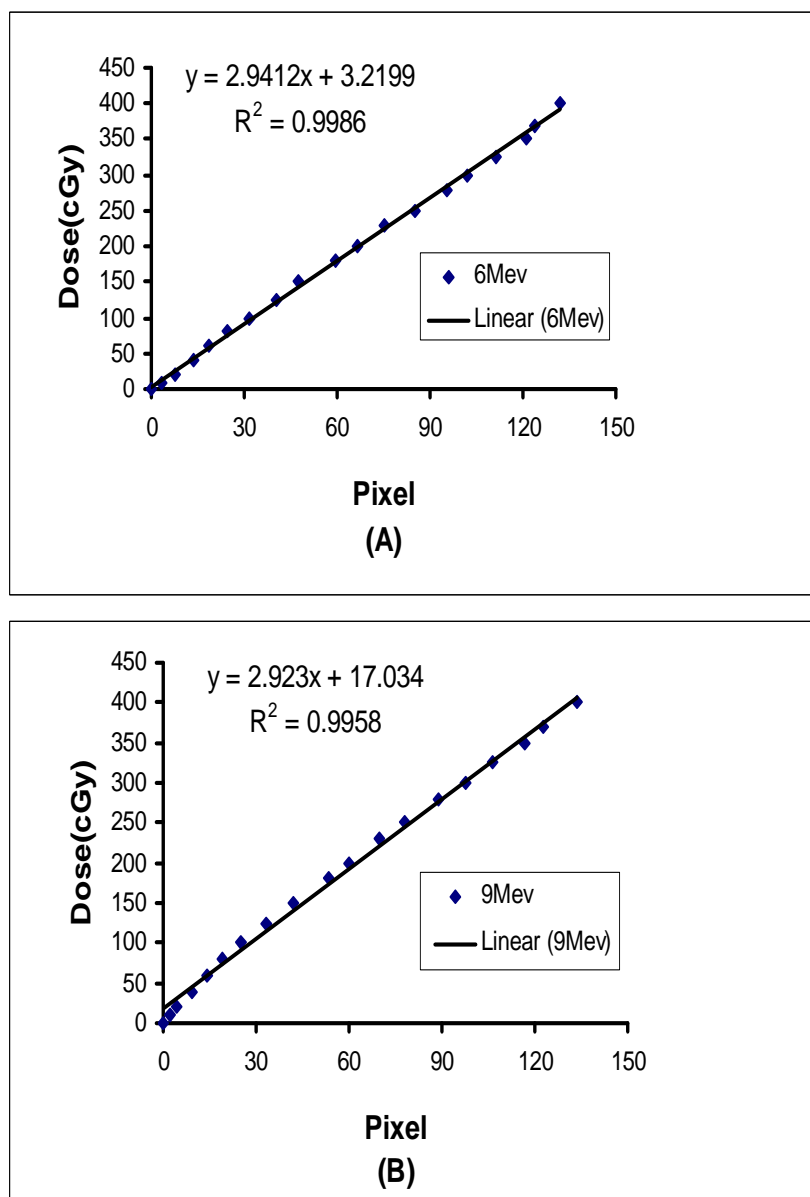 y = 2.9412x + 3.2199
R² = 0.9986
Dose(cGy)
450
400
350
300
250
200
150
100
50
0
6Mev
Linear (6Mev)
0 30 60 90 120 150
Pixel
(A)
y = 2.923x + 17.034
R² = 0.9958
Dose(cGy)
450
400
350
300
250
200
150
100
50
0
9Mev
Linear (9Mev)
0 30 60 90 120 150
Pixel
(B)